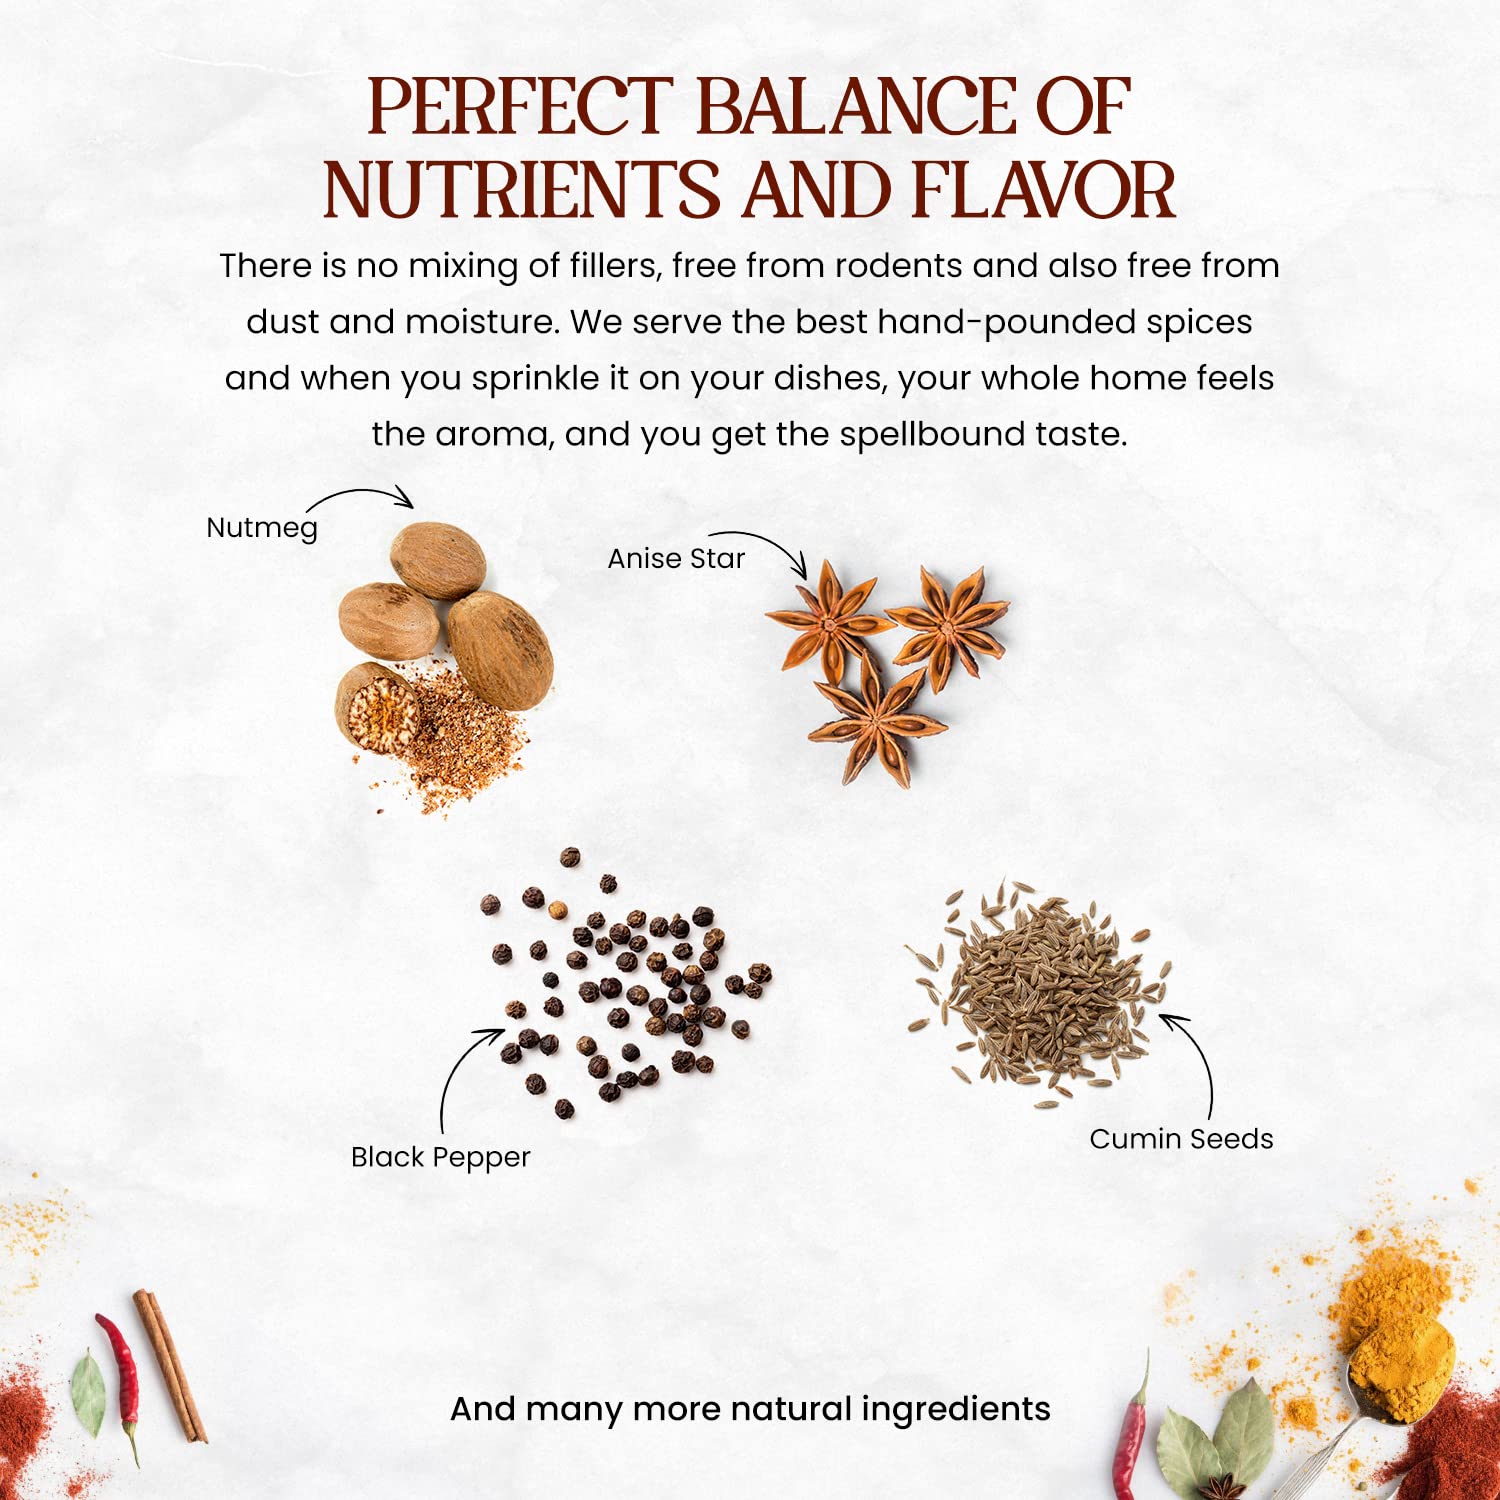 PERFECT BALANCE OF
NUTRIENTS AND FLAVOR
There is no mixing of fillers, free from rodents and also free from
dust and moisture. We serve the best hand-pounded spices
and when you sprinkle it on your dishes, your whole home feels
the aroma, and you get the spellbound taste.
Nutmeg
Anise Star
Black Pepper
Cumin Seeds
And many more natural ingredients